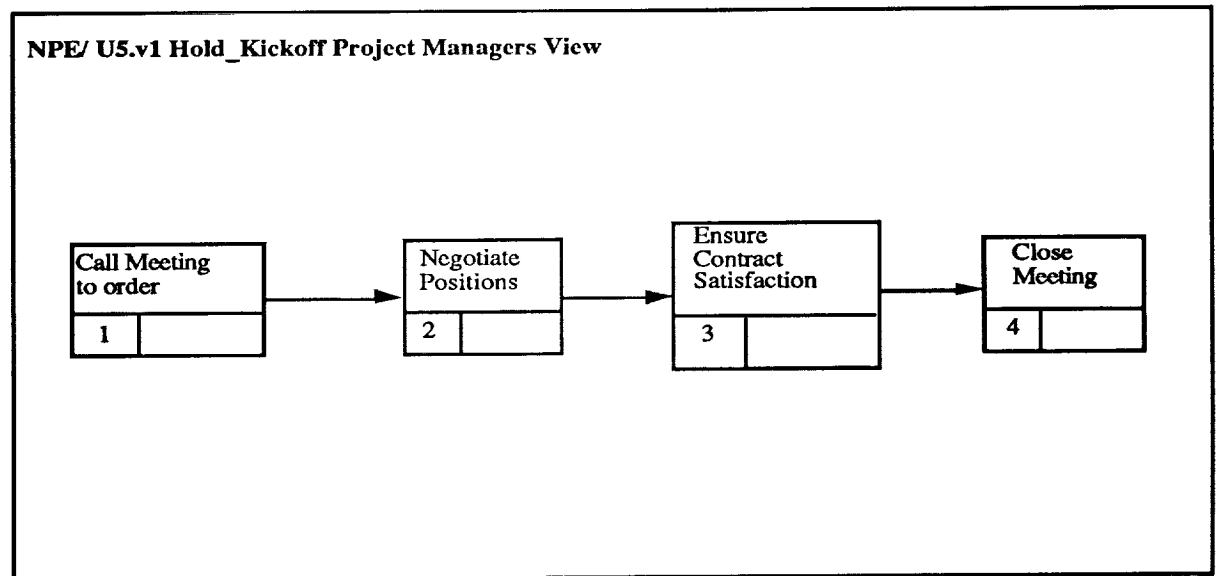 NPE/ U5.v1 Hold_Kickoff Project Managers View
Call Meeting
to order
1
Negotiate
Positions
2
Ensure
Contract
Satisfaction
3
Close
Meeting
4